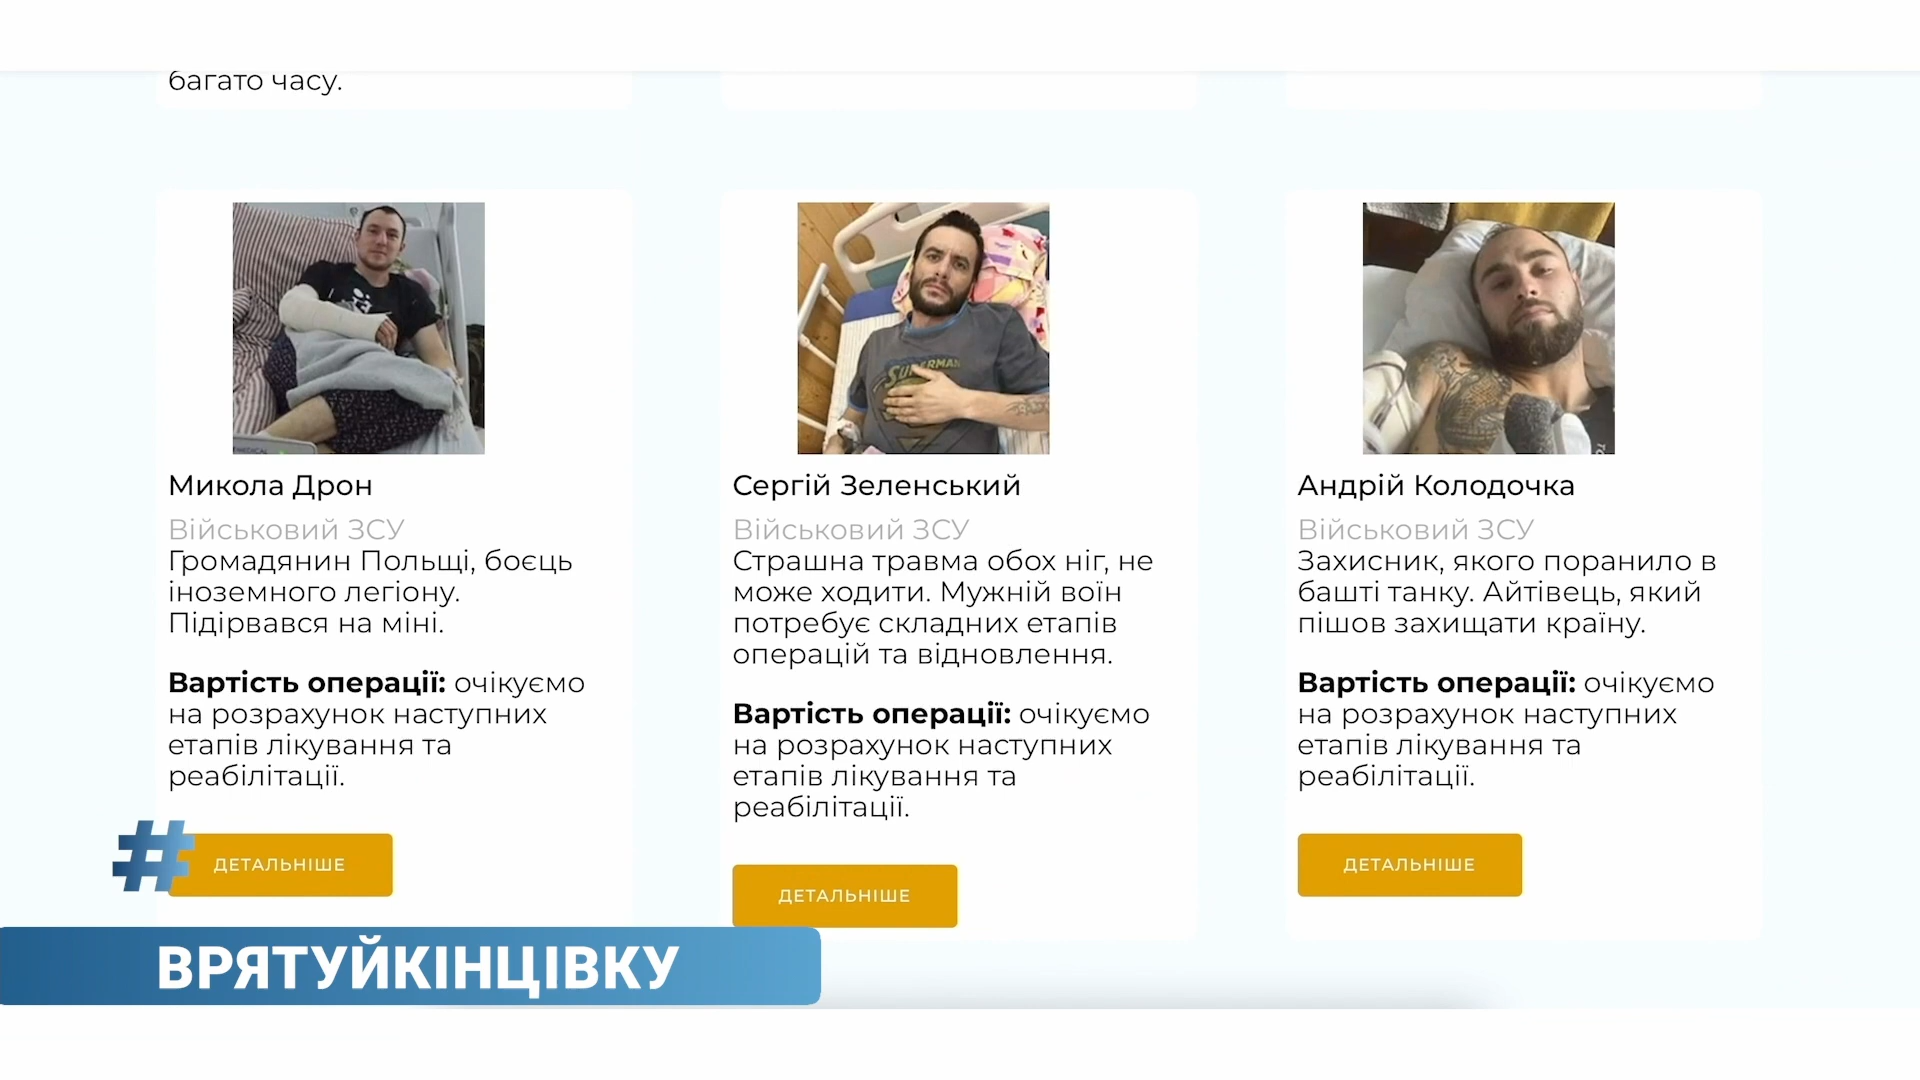 багато часу.
SUPERMAN
Микола Дрон
Військовий ЗСУ
Громадянин Польщі, боєць
іноземного легіону.
Підірвався на міні.
Вартість операції: очікуємо
на розрахунок наступних
етапів лікування та
реабілітації.
ДЕТАЛЬНІШЕ
Сергій Зеленський
Військовий ЗСУ
Страшна травма обох ніг, не
може ходити. Мужній воїн
потребує складних етапів
операцій та відновлення.
Вартість операції: очікуємо
на розрахунок наступних
етапів лікування та
реабілітації.
ДЕТАЛЬНІШЕ
Андрій Колодочка
Військовий ЗСУ
Захисник, якого поранило в
башті танку. Айтівець, який
пішов захищати країну.
Вартість операції: очікуємо
на розрахунок наступних
етапів лікування та
реабілітації.
ДЕТАЛЬНІШЕ
#
ВРЯТУЙКІНЦІВКУ